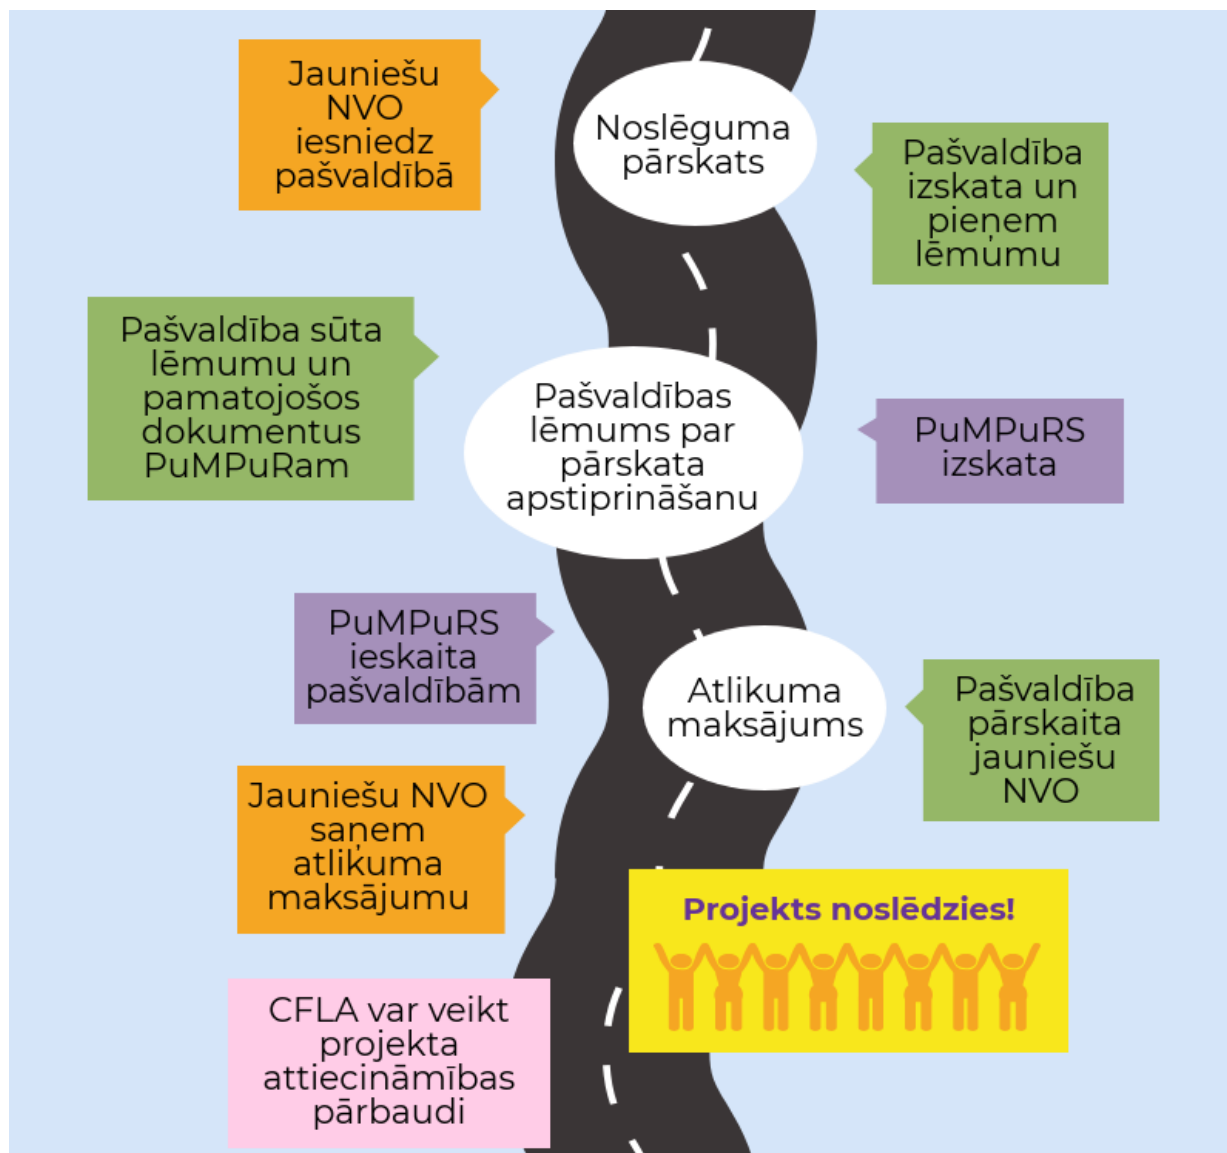 Jauniešu
NVO
iesniedz
pašvaldībā
Noslēguma
pārskats
Pašvaldība
izskata un
pieņem
lēmumu
Pašvaldība sūta
lēmumu un
pamatojošos
dokumentus
PuMPuRam
Pašvaldības
lēmums par
pārskata
apstiprināšanu
PuMPuRS
izskata
PuMPuRS
ieskaita
pašvaldībām
Atlikuma
maksājums
Pašvaldība
pārskaita
jauniešu
NVO
Jauniešu NVO
saņem
atlikuma
maksājumu
Projekts noslēdzies!
CFLA var veikt
projekta
attiecināmības
pārbaudi